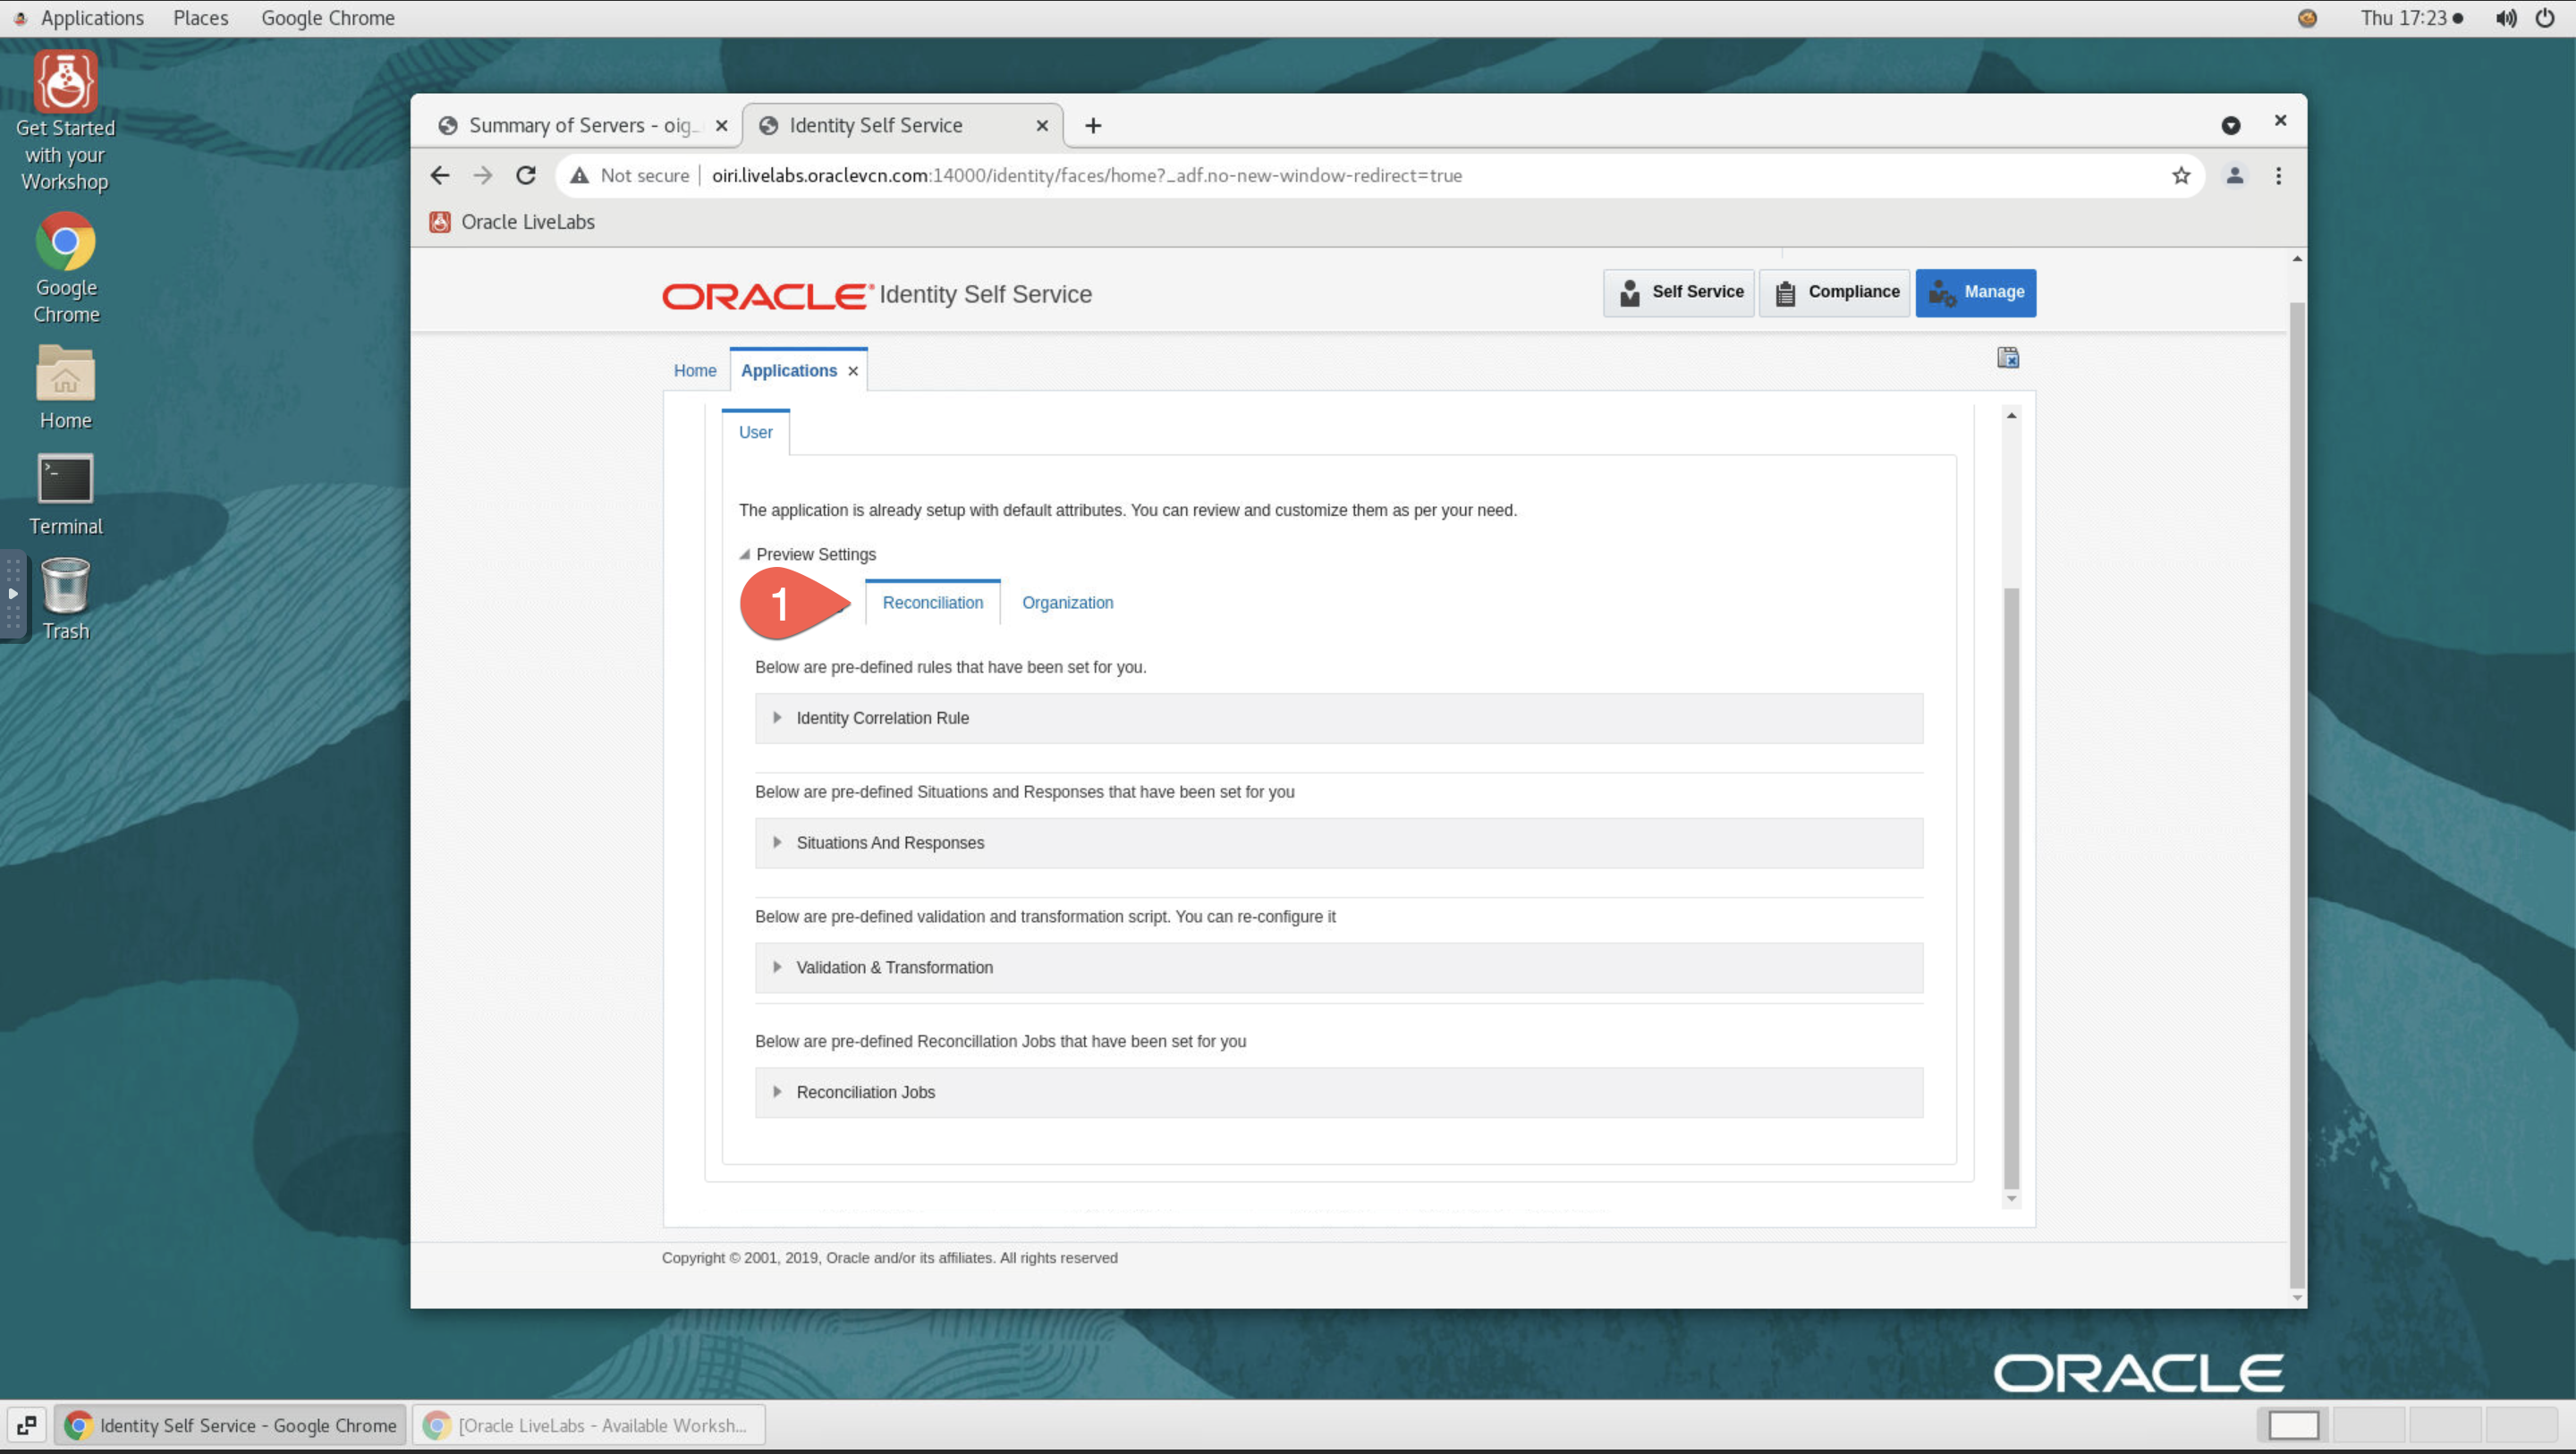 Applications Places Google Chrome
Thu 17:23
Get Started
with your
Workshop
Google
Chrome
Home
Terminal
Trash
Summary of Servers - oig_
Identity Self Service
Not secure | oiri.livelabs.oraclevcn.com:14000/identity/faces/home?_adf.no-new-window-redirect=true
Oracle LiveLabs
ORACLE® Identity Self Service
Self Service
Compliance
Manage
Home
Applications
User
The application is already setup with default attributes. You can review and customize them as per your need.
Preview Settings
1
Reconciliation
Organization
Below are pre-defined rules that have been set for you.
Identity Correlation Rule
Below are pre-defined Situations and Responses that have been set for you
Situations And Responses
Below are pre-defined validation and transformation script. You can re-configure it
Validation & Transformation
Below are pre-defined Reconcillation Jobs that have been set for you
Reconciliation Jobs
Copyright © 2001, 2019, Oracle and/or its affiliates. All rights reserved
ORACLE
Identity Self Service - Google Chrome
[Oracle LiveLabs - Available Worksh...